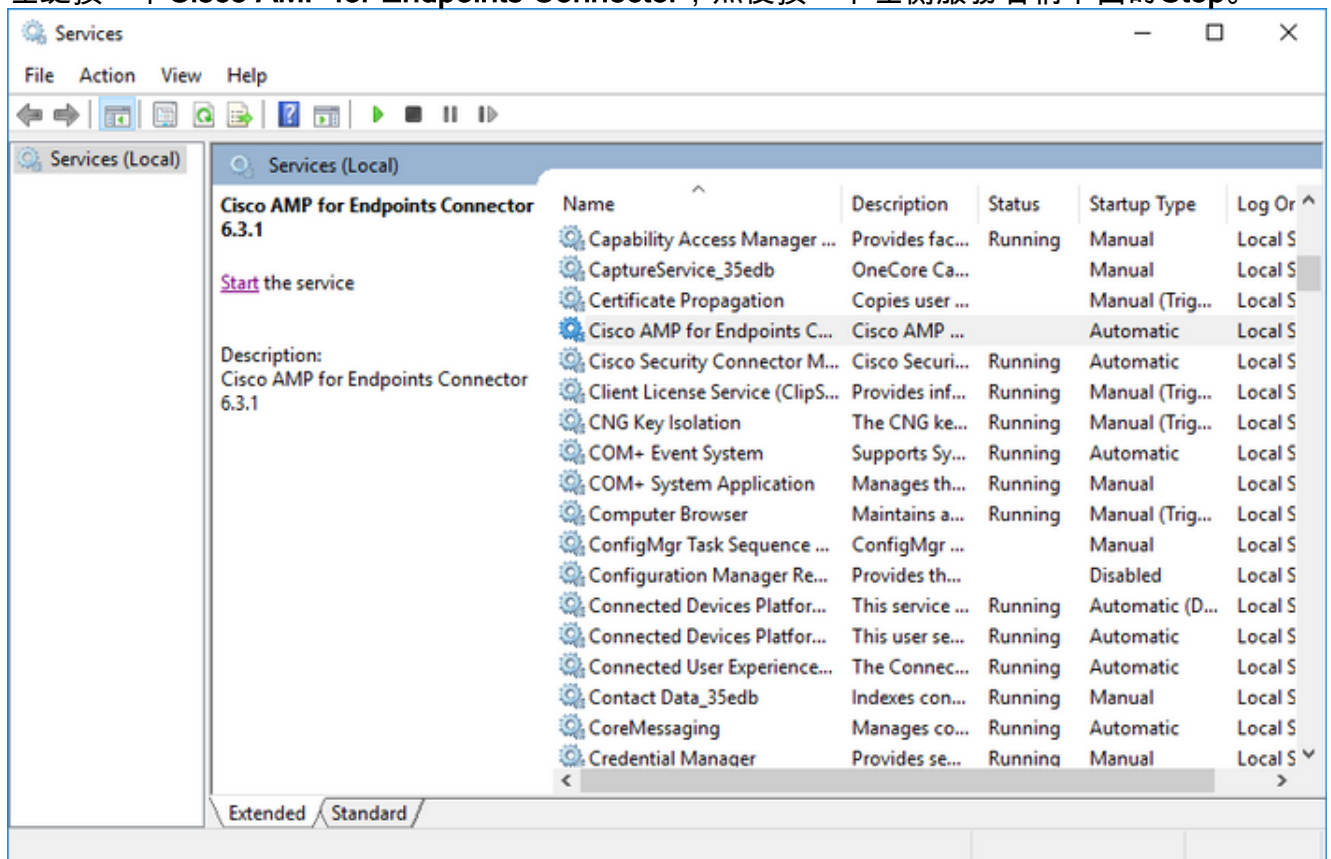 Cisco AMP for Endpoints Connector
Stop。
Services
File Action View Help
Services (Local)
Services (Local)
Cisco AMP for Endpoints Connector
6.3.1
Start the service
Description:
Cisco AMP for Endpoints Connector
6.3.1
Name Description Status Startup Type Log Or
Capability Access Manager ... Provides fac... Running Manual Local S
CaptureService_35edb OneCore Ca... Manual Local S
Certificate Propagation Copies user ... Manual (Trig... Local S
Cisco AMP for Endpoints C... Cisco AMP ... Automatic Local S
Cisco Security Connector M... Cisco Securi... Running Automatic Local S
Client License Service (ClipS... Provides inf... Running Manual (Trig... Local S
CNG Key Isolation The CNG ke... Running Manual (Trig... Local S
COM+ Event System Supports Sy... Running Automatic Local S
COM+ System Application Manages th... Running Manual Local S
Computer Browser Maintains a... Running Manual (Trig... Local S
ConfigMgr Task Sequence ... ConfigMgr ... Manual Local S
Configuration Manager Re... Provides th... Disabled Local S
Connected Devices Platfor... This service ... Running Automatic (D... Local S
Connected Devices Platfor... This user se... Running Automatic Local S
Connected User Experience... The Connec... Running Automatic Local S
Contact Data_35edb Indexes con... Running Manual Local S
CoreMessaging Manages co... Running Automatic Local S
Credential Manager Provides se... Running Manual Local S
Extended Standard